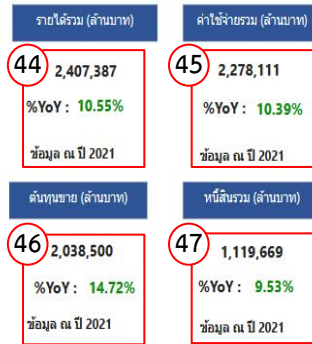 รายได้รวม (ล้านบาท)
ค่าใช้จ่ายรวม (ล้านบาท)
44
2,407,387
%YoY : 10.55%
ข้อมูล ณ ปี 2021
45
2,278,111
%YoY : 10.39%
ข้อมูล ณ ปี 2021
ต้นทุนขาย (ล้านบาท)
หนี้สินรวม (ล้านบาท)
46
2,038,500
%YoY : 14.72%
ข้อมูล ณ ปี 2021
47
1,119,669
%YoY : 9.53%
ข้อมูล ณ ปี 2021